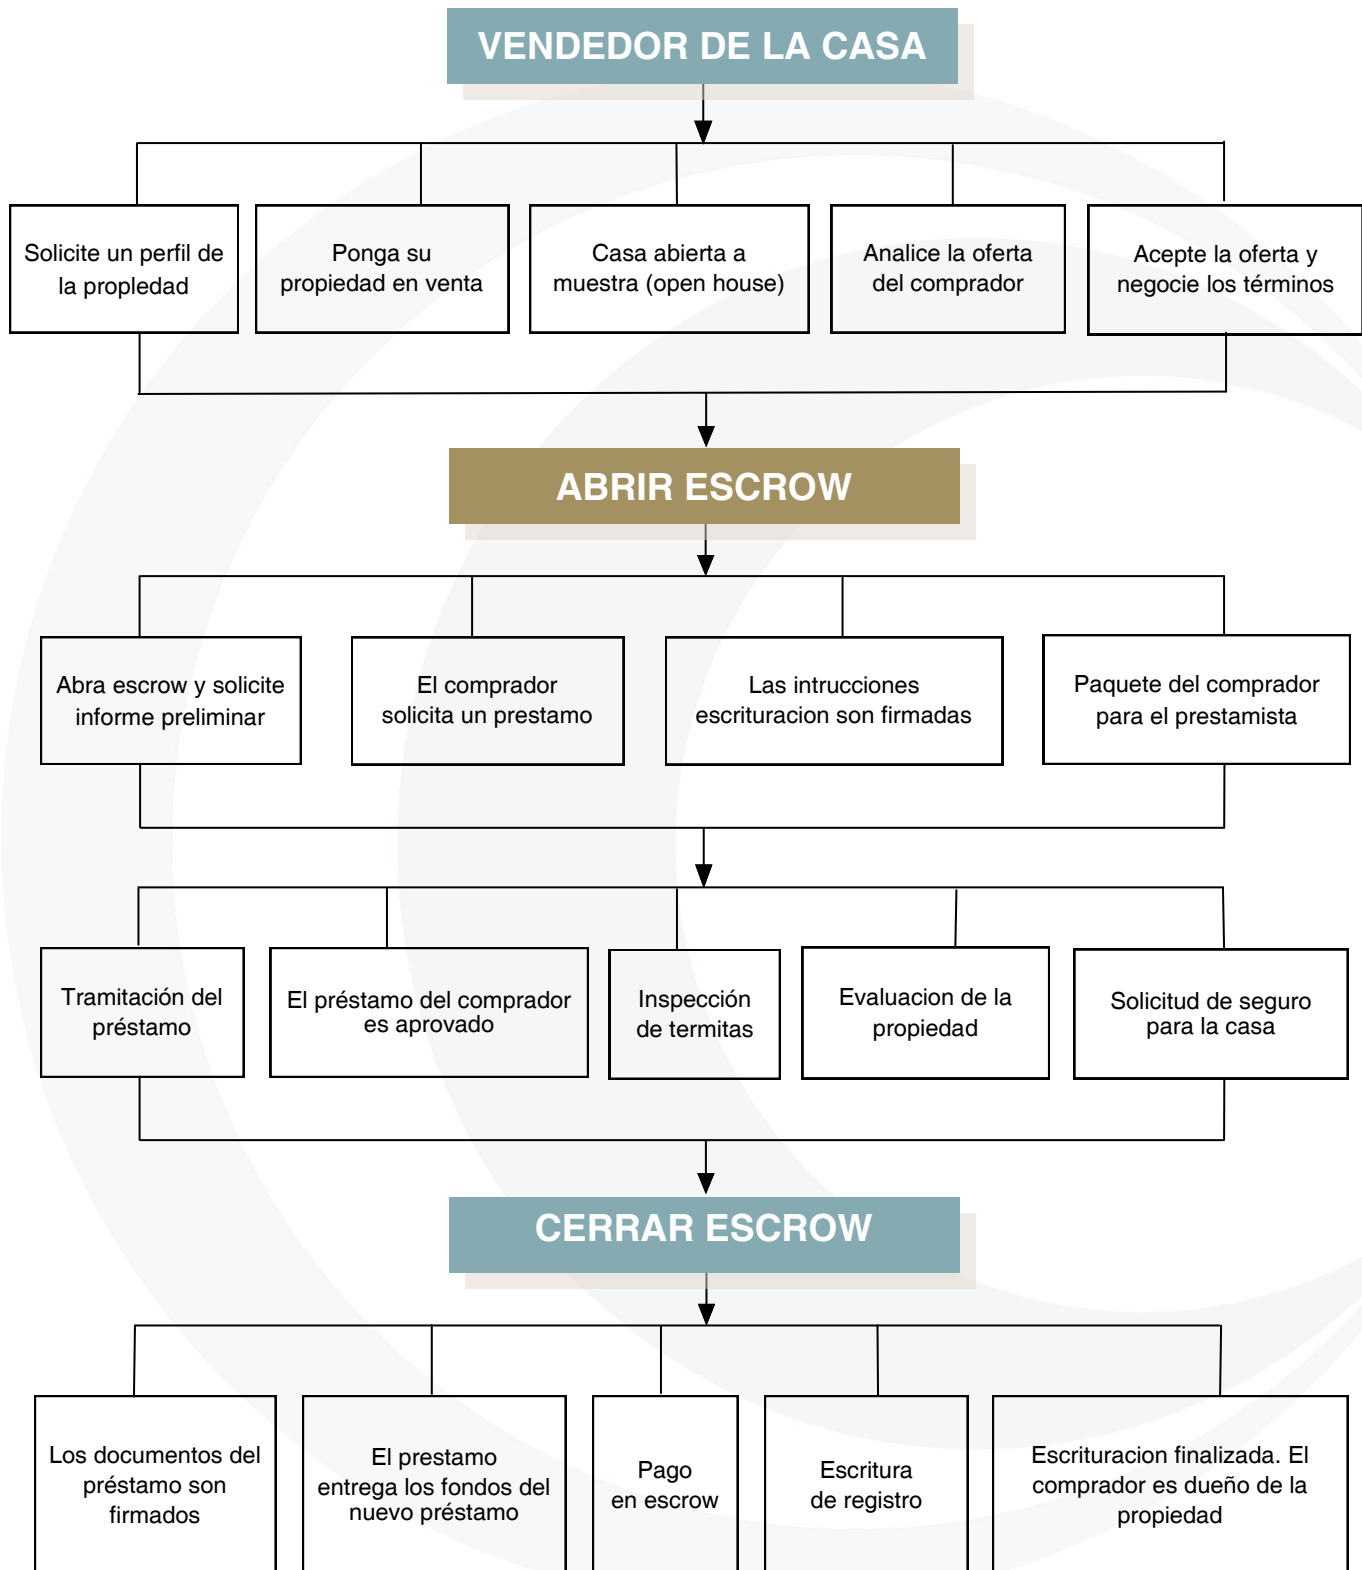 VENDEDOR DE LA CASA
Solicite un perfil de
la propledad
Ponga su
propiedad en venta
Casa abierta a
muestra (open house)
Analice la oferta
del comprador
Acepte la oferta y
negocie los términos
ABRIR ESCROW
Abra escrow y solicite
informe preliminar
El comprador
solicita un prestamo
Las intrucciones
escrituracion son firmadas
Paquete del comprador
para el prestamista
Tramitación del
préstamo
El préstamo del comprador
es aprovado
Inspección
de termitas
Evaluacion de la
propiedad
Solicitud de seguro
para la casa
CERRAR ESCROW
Los documentos del
préstamo son
firmados
El prestamo
entrega los fondos del
nuevo préstamo
Pago
en escrow
Escritura
de registro
Escrituracion finalizada. El
comprador es dueño de la
propiedad